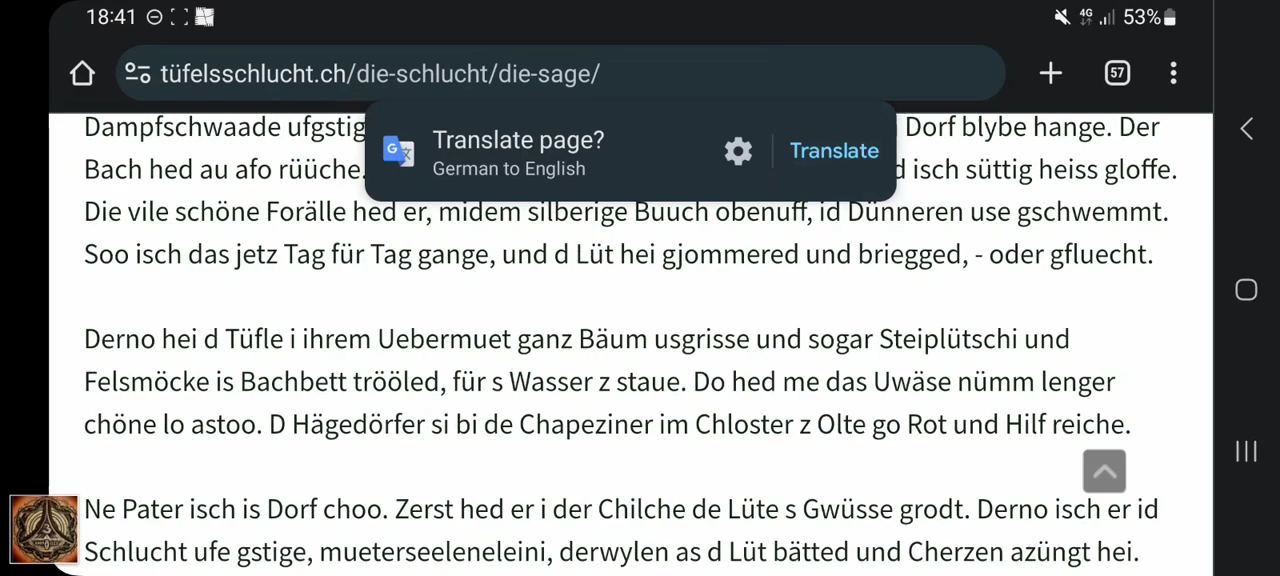 18:41
4G
53%
tüfelsschlucht.ch/die-schlucht/die-sage/
57
Translate page?
German to English
Translate
Dampfschwaade ufgstig Dorf blybe hange. Der
Bach hed au afo rüüche. d isch süttig heiss gloffe.
Die vile schöne Forälle hed er, midem silberige Buuch obenuff, id Dünneren use gschwemmt.
Soo isch das jetz Tag für Tag gange, und d Lüt hei gjommered und briegged, - oder gfluecht.
Derno hei d Tüfle i ihrem Uebermuet ganz Bäum usgrisse und sogar Steiplütschi und
Felsmöcke is Bachbett trööled, für s Wasser z staue. Do hed me das Uwäse nümm lenger
chöne lo astoo. D Hägedörfer si bi de Chapeziner im Chloster z Olte go Rot und Hilf reiche.
Ne Pater isch is Dorf choo. Zerst hed er i der Chilche de Lüte s Gwüsse grodt. Derno isch er id
Schlucht ufe gstige, mueterseeleneleini, derwylen as d Lüt bätted und Cherzen azüngt hei.